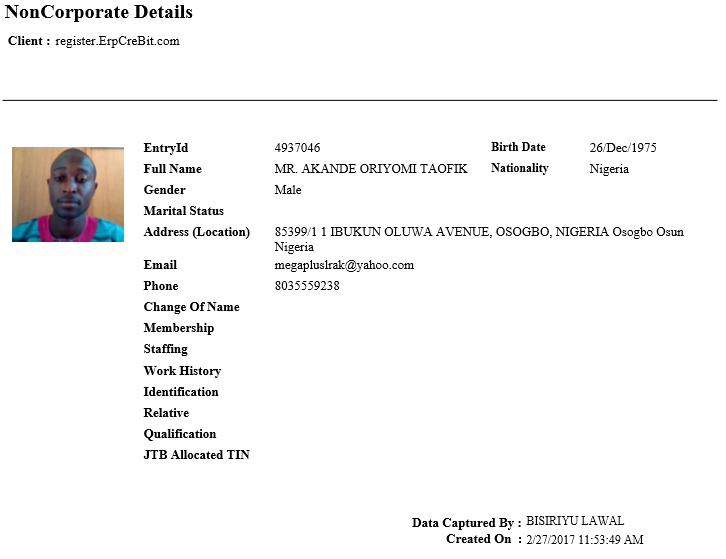 NonCorporate Details
Client : register.ErpCreBit.com
EntryId 4937046 Birth Date 26/Dec/1975
Full Name MR. AKANDE ORIYOMI TAOFIK Nationality Nigeria
Gender Male
Marital Status
Address (Location) 85399/1 1 IBUKUN OLUWA AVENUE, OSOGBO, NIGERIA Osogbo Osun
Nigeria
Email megapluslrak@yahoo.com
Phone 8035559238
Change Of Name
Membership
Staffing
Work History
Identification
Relative
Qualification
JTB Allocated TIN
Data Captured By : BISIRIYU LAWAL
Created On : 2/27/2017 11:53:49 AM